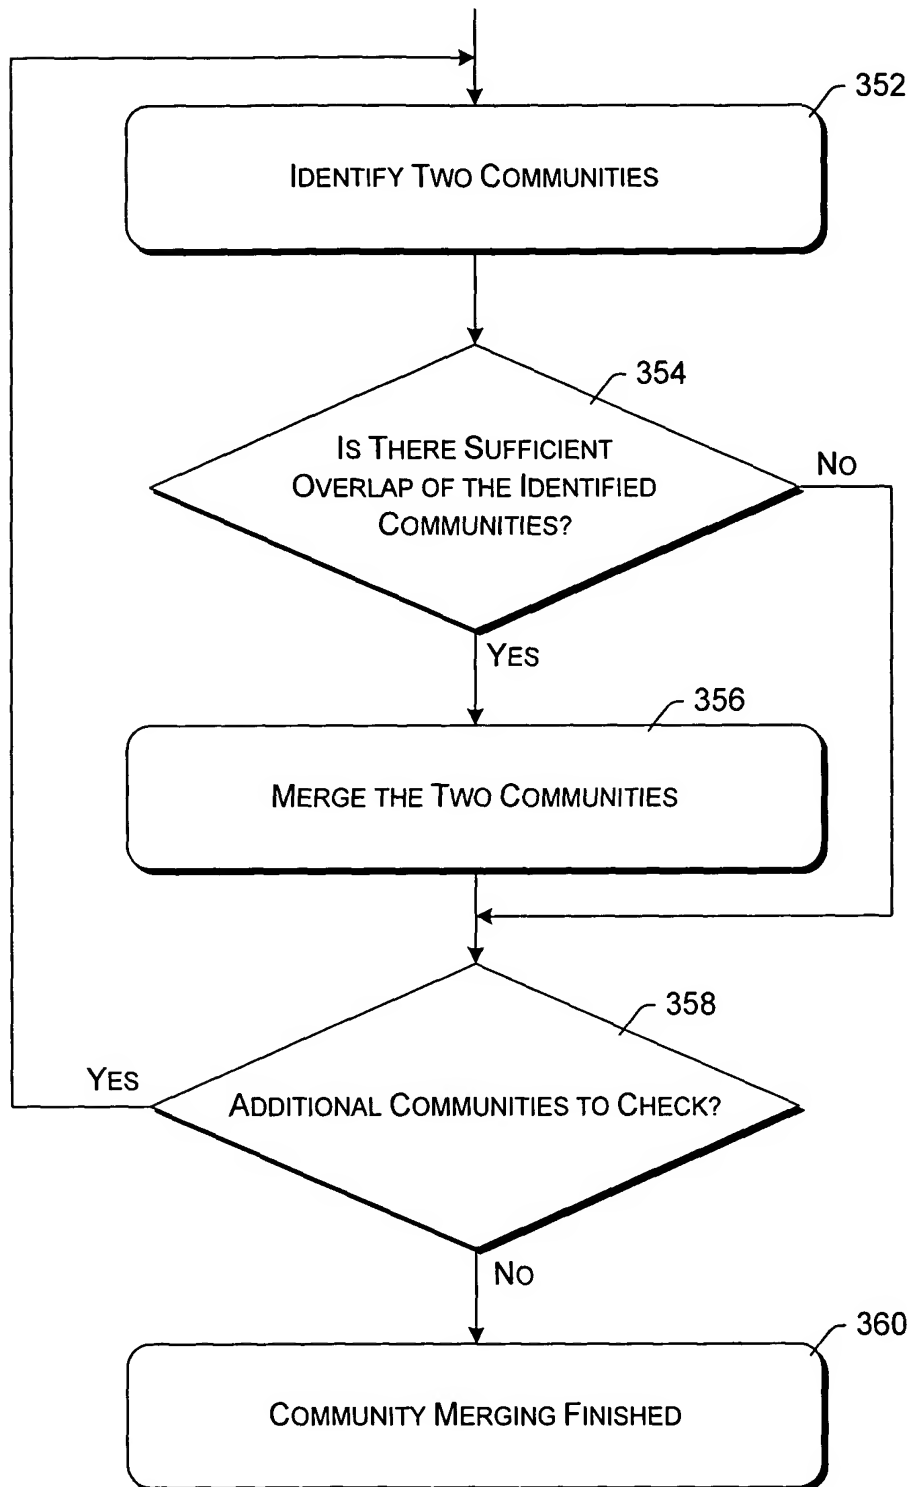 352
IDENTIFY TWO COMMUNITIES
354
IS THERE SUFFICIENT
OVERLAP OF THE IDENTIFIED
COMMUNITIES?
NO
YES
356
MERGE THE TWO COMMUNITIES
358
YES
ADDITIONAL COMMUNITIES TO CHECK?
NO
360
COMMUNITY MERGING FINISHED